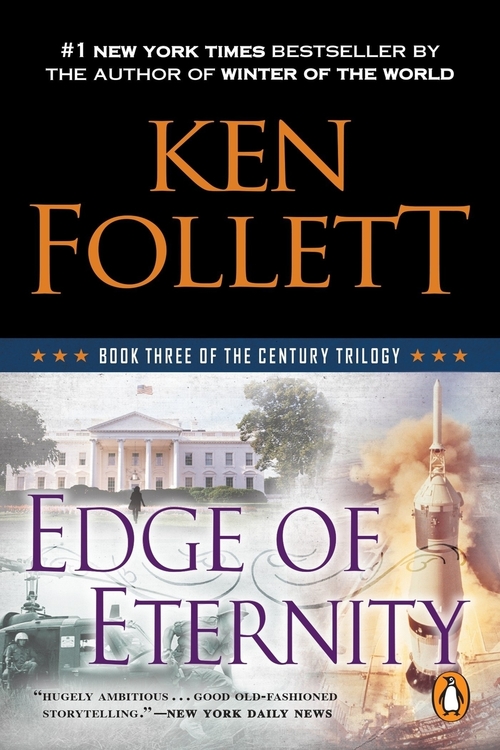 #1 NEW YORK TIMES BESTSELLER BY
THE AUTHOR OF WINTER OF THE WORLD
KEN
FOLLETT
BOOK THREE OF THE CENTURY TRILOGY
EDGE OF
ETERNITY
“HUGELY AMBITIOUS . . . GOOD OLD-FASHIONED
STORYTELLING.”—NEW YORK DAILY NEWS